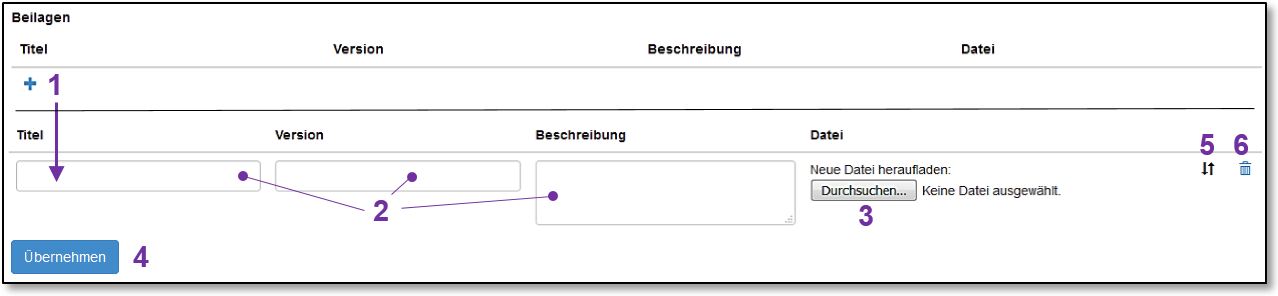 Beilagen
Titel Version Beschreibung Datei
1
Titel Version Beschreibung Datei 5 6
Neue Datei heraufladen:
Durchsuchen... Keine Datei ausgewählt.
2 3
Übernehmen 4